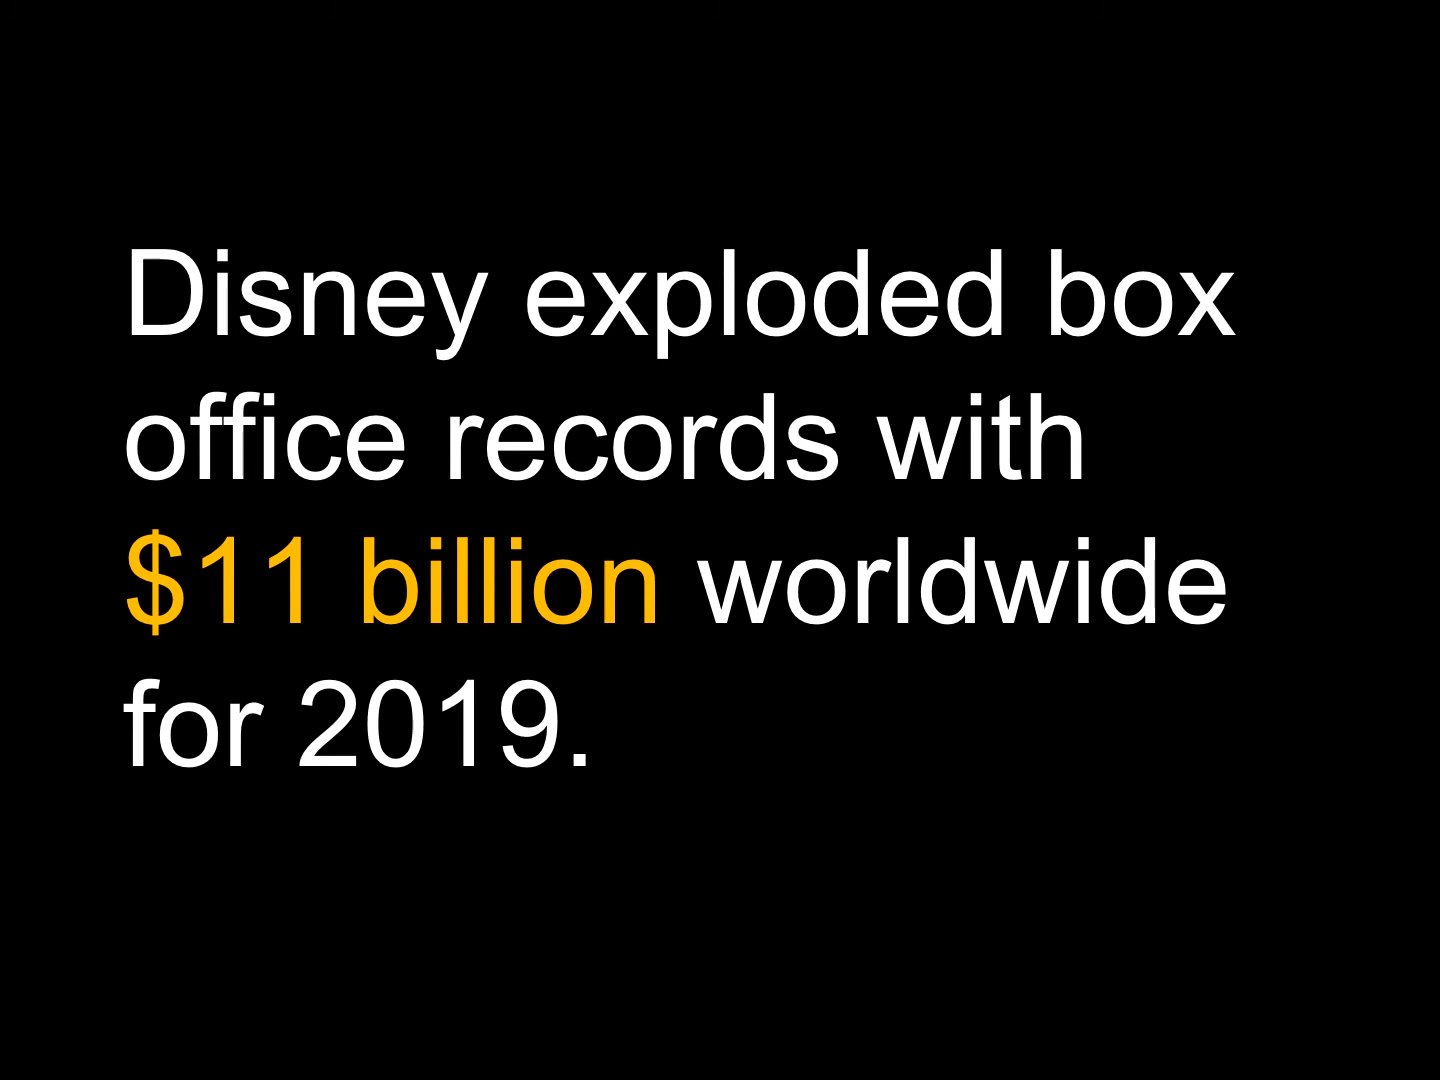 Disney exploded box
office records with
$11 billion worldwide
for 2019.